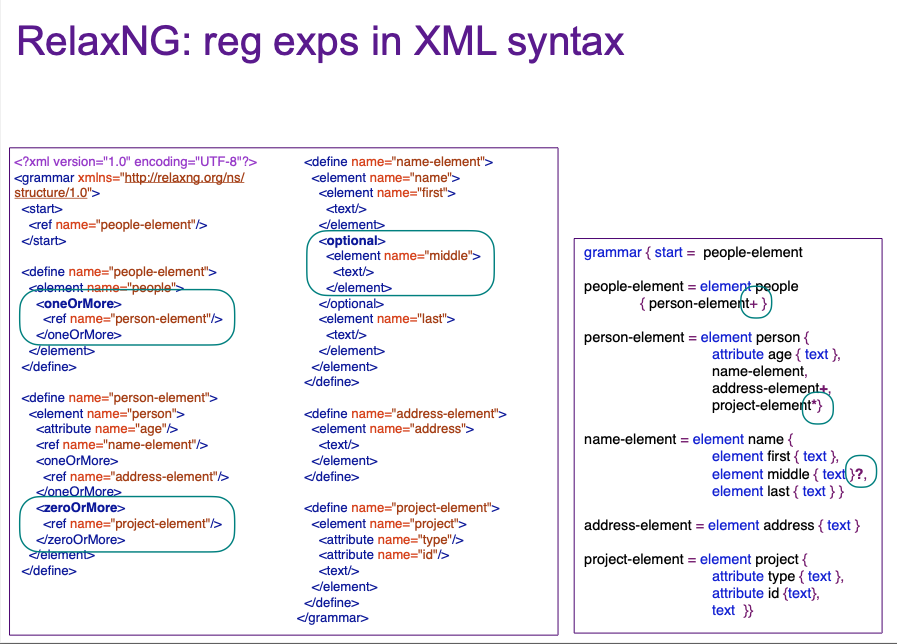 RelaxNG: reg exps in XML syntax
<?xml version="1.0" encoding="UTF-8"?>
<grammar xmlns="http://relaxng.org/ns/
structure/1.0">
<start>
<ref name="people-element"/>
</start>
<define name="people-element">
<element name="people">
<oneOrMore>
<ref name="person-element"/>
</oneOrMore>
</element>
</define>
<define name="person-element">
<element name="person">
<attribute name="age"/>
<ref name="name-element"/>
<oneOrMore>
<ref name="address-element"/>
</oneOrMore>
<zeroOrMore>
<ref name="project-element"/>
</zeroOrMore>
</element>
</define>
<define name="name-element">
<element name="name">
<element name="first">
<text/>
</element>
<optional>
<element name="middle">
<text/>
</element>
</optional>
<element name="last">
<text/>
</element>
</element>
</define>
<define name="address-element">
<element name="address">
<text/>
</element>
</define>
<define name="project-element">
<element name="project">
<attribute name="type"/>
<attribute name="id"/>
<text/>
</element>
</define>
</grammar>
grammar { start = people-element
people-element = element people
{ person-element+ }
person-element = element person {
attribute age { text },
name-element,
address-element+,
project-element*}
name-element = element name {
element first { text },
element middle { text }?,
element last { text } }
address-element = element address { text }
project-element = element project {
attribute type { text },
attribute id {text},
text }}